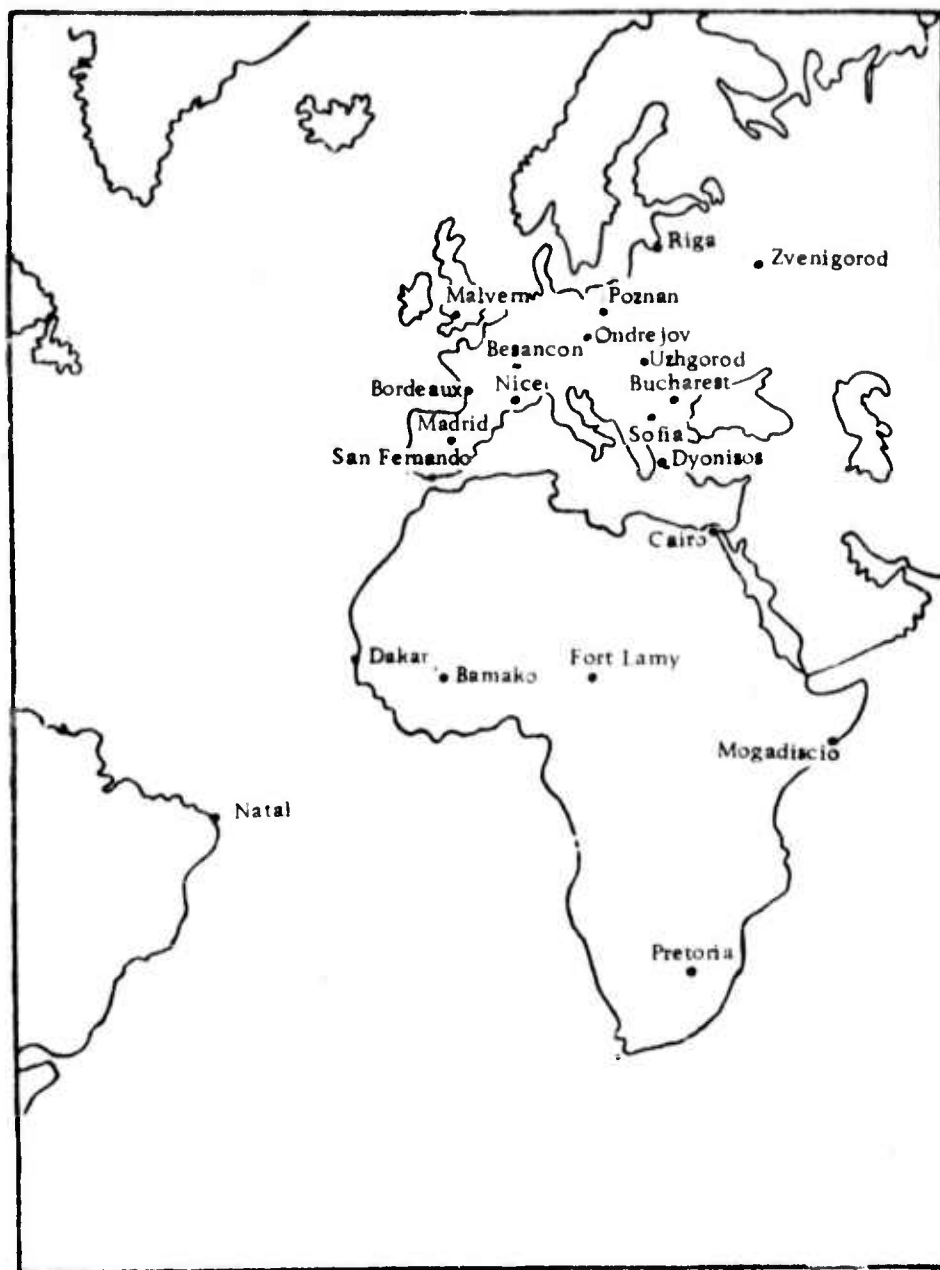 Riga
Zvenigorod
Malvern
Poznan
Ondrejov
Besancon
Uzhgorod
Bordeaux
Nice
Bucharest
Madrid
Sofia
San Fernando
Dyonisos
Cairo
Dakar
Bamako
Fort Lamy
Mogadiscio
Natal
Pretoria